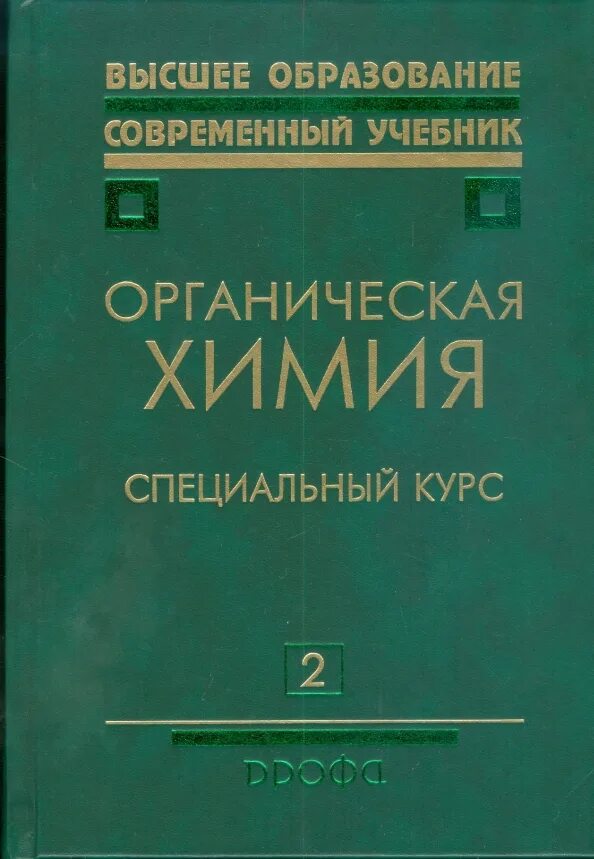 ВЫСШЕЕ ОБРАЗОВАНИЕ
СОВРЕМЕННЫЙ УЧЕБНИК
ОРГАНИЧЕСКАЯ
ХИМИЯ
СПЕЦИАЛЬНЫЙ КУРС
2
ДРОФА